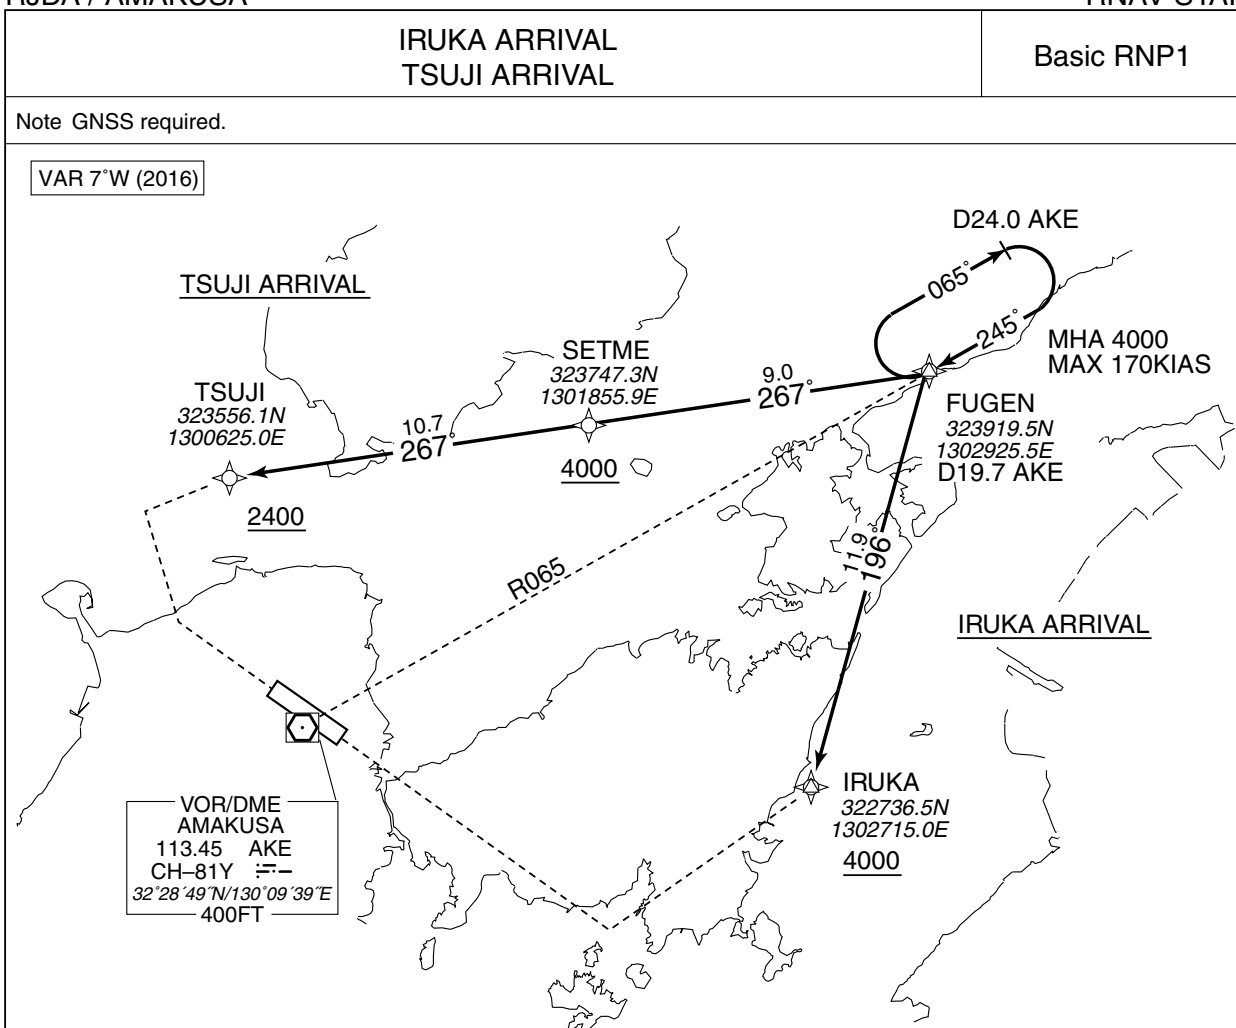 RJDA / AMAKUSA
RNAV STAR
IRUKA ARRIVAL
TSUJI ARRIVAL
Basic RNP1
Note GNSS required.
VAR 7°W (2016)
D24.0 AKE
TSUJI ARRIVAL
065°
245°
MHA 4000
MAX 170KIAS
SETME
323747.3N
1301855.9E
9.0
267°
TSUJI
323556.1N
1300625.0E
10.7
267°
FUGEN
323919.5N
1302925.5E
D19.7 AKE
4000
2400
11.9
196°
R065
IRUKA ARRIVAL
IRUKA
322736.5N
1302715.0E
4000
VOR/DME
AMAKUSA
113.45 AKE
CH–81Y
32°28´49˝N/130°09´39˝E
400FT